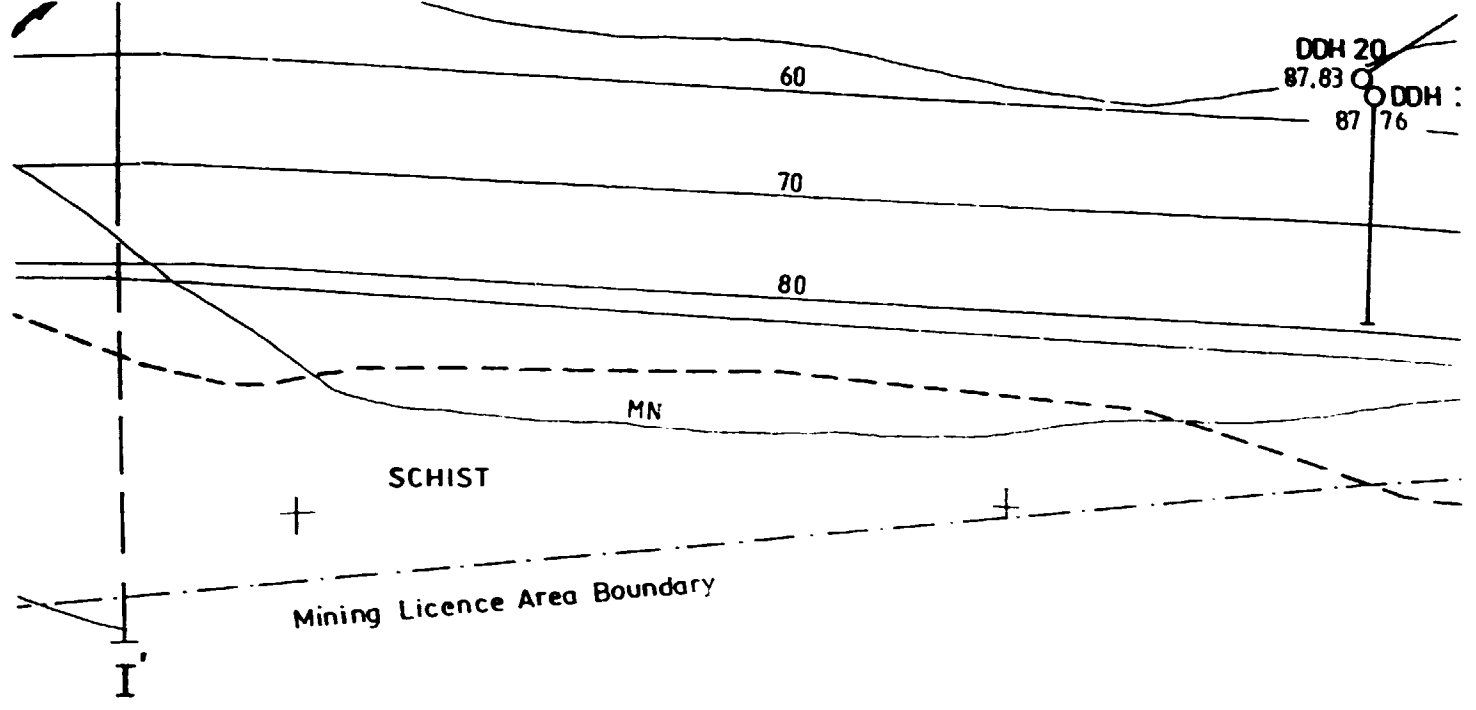 DDH 20
87.83
DDH :
87 76
60
70
80
MN
SCHIST
Mining Licence Area Boundary
I'